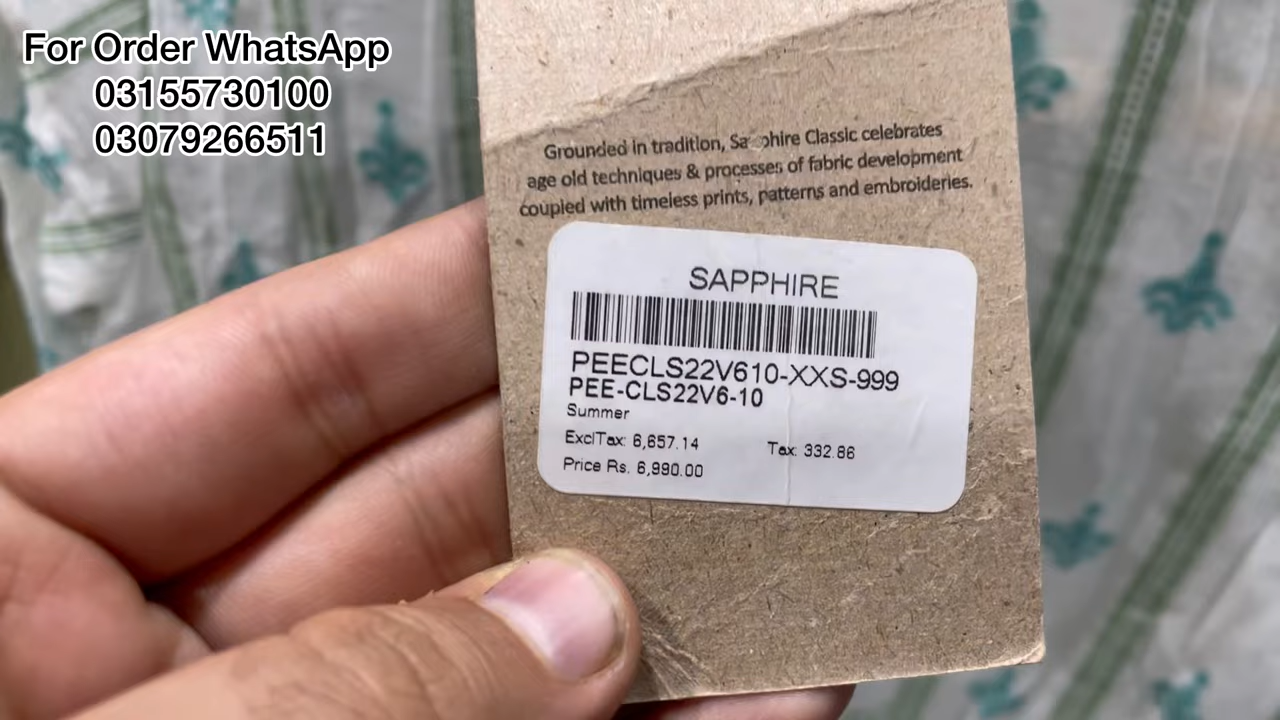 For Order WhatsApp
03155730100
03079266511
Grounded in tradition, Sapphire Classic celebrates
age old techniques & processes of fabric development
coupled with timeless prints, patterns and embroideries.
SAPPHIRE
PEECLS22V610-XXS-999
PEE-CLS22V6-10
Summer
ExclTax: 6,657.14 Tax: 332.86
Price Rs. 6,990.00